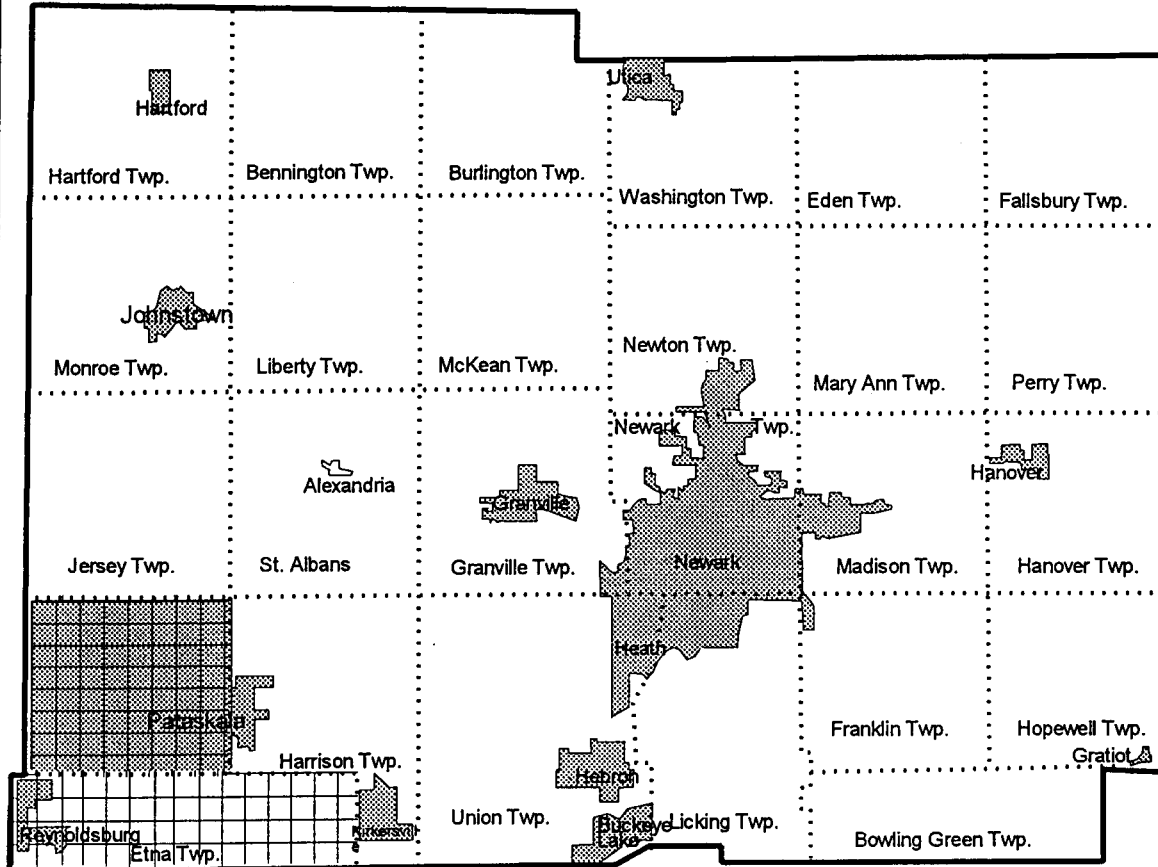 Utica
Hartford
Hartford Twp.
Bennington Twp.
Burlington Twp.
Washington Twp.
Eden Twp.
Fallsbury Twp.
Johnstown
Monroe Twp.
Liberty Twp.
McKean Twp.
Newton Twp.
Mary Ann Twp.
Perry Twp.
Newark Twp.
Alexandria
Granville
Hanover
Jersey Twp.
St. Albans
Granville Twp.
Newark
Madison Twp.
Hanover Twp.
Heath
Pataskala
Harrison Twp.
Franklin Twp.
Hopewell Twp.
Gratiot
Hebron
Reynoldsburg
Etna Twp.
Kirkersvill
e
Union Twp.
Buckeye
Lake
Licking Twp.
Bowling Green Twp.